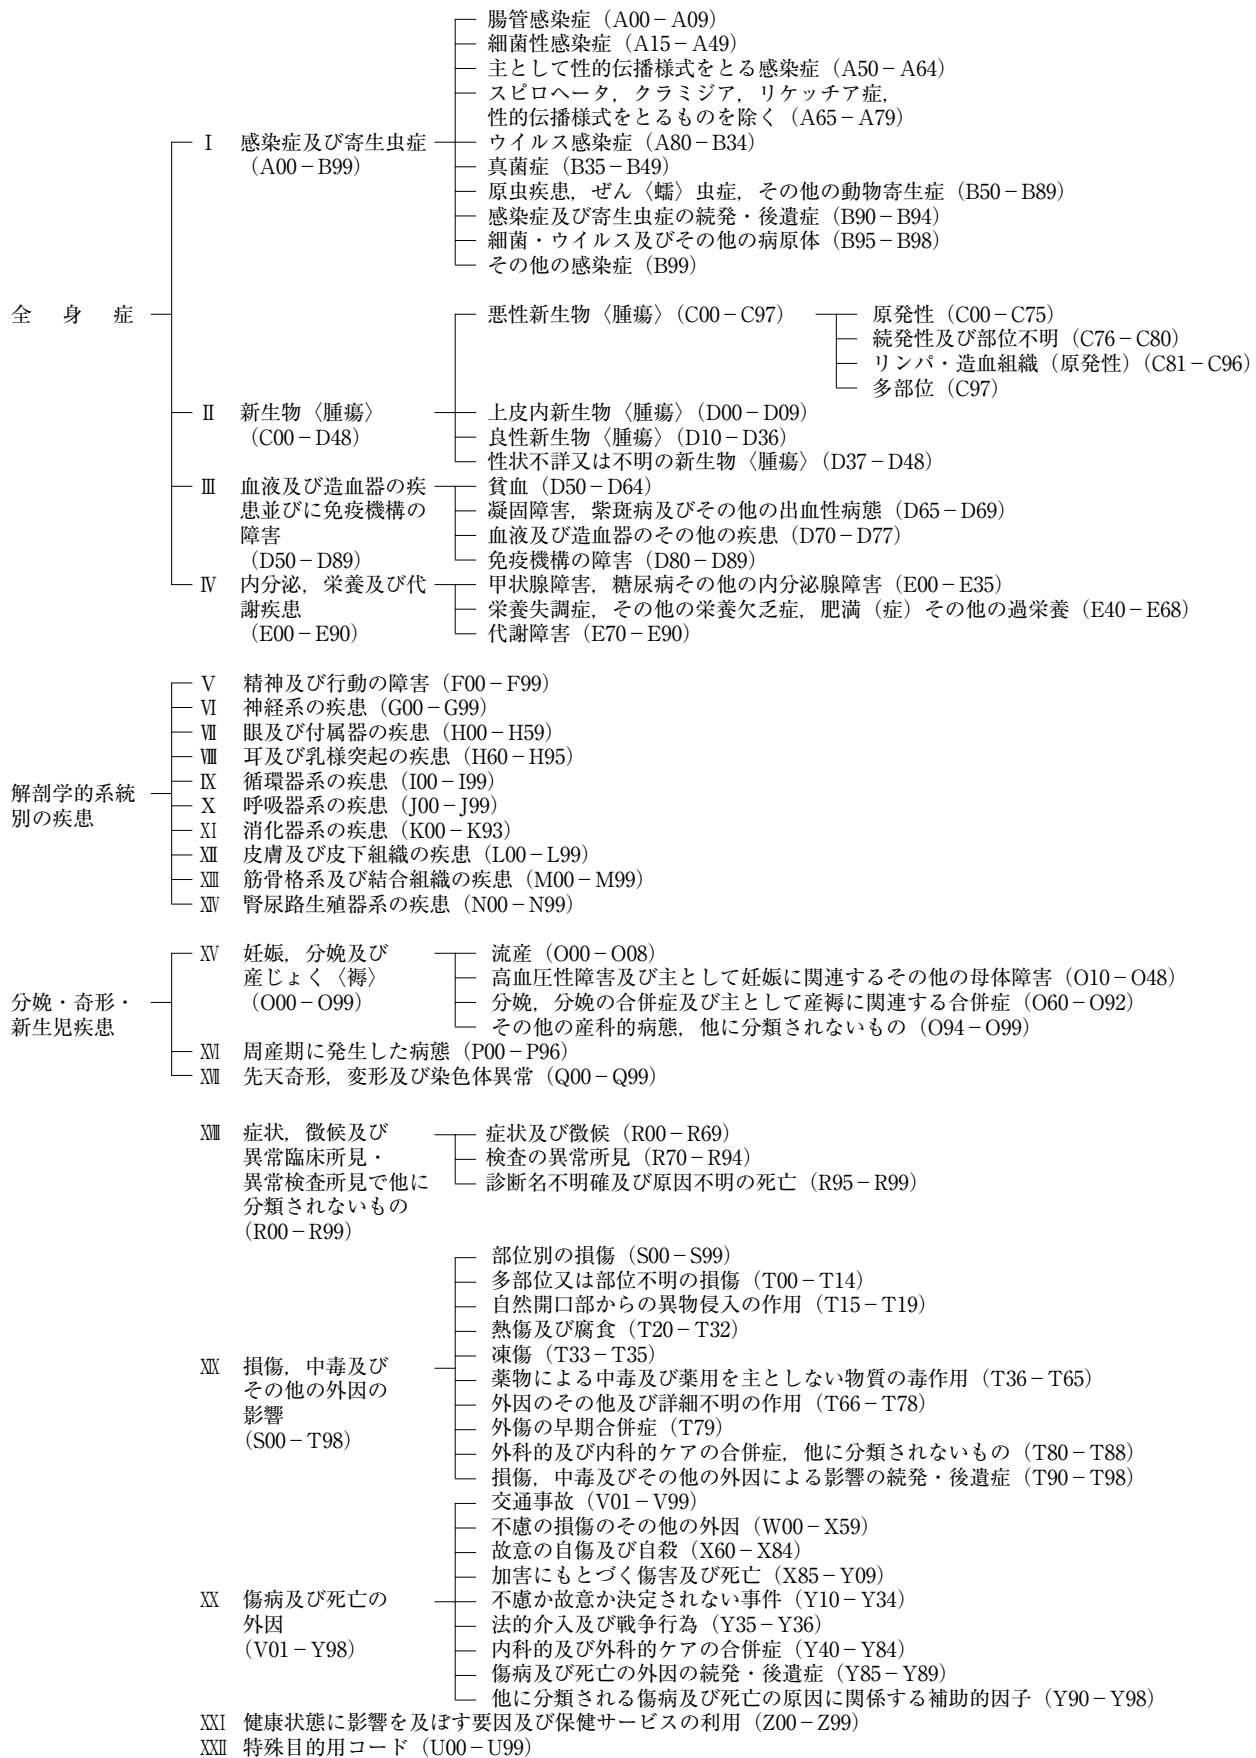 腸管感染症（A00－A09）
細菌性感染症（A15－A49）
主として性的伝播様式をとる感染症（A50－A64）
スピロヘータ，クラミジア，リケッチア症，
性的伝播様式をとるものを除く（A65－A79）
Ⅰ 感染症及び寄生虫症 ウイルス感染症（A80－B34）
（A00－B99） 真菌症（B35－B49）
原虫疾患，ぜん〈蠕〉虫症，その他の動物寄生症（B50－B89）
感染症及び寄生虫症の続発・後遺症（B90－B94）
細菌・ウイルス及びその他の病原体（B95－B98）
その他の感染症（B99）
全身症 悪性新生物〈腫瘍〉（C00－C97） 原発性（C00－C75）
続発性及び部位不明（C76－C80）
リンパ・造血組織（原発性）（C81－C96）
多部位（C97）
Ⅱ 新生物〈腫瘍〉 上皮内新生物〈腫瘍〉（D00－D09）
（C00－D48） 良性新生物〈腫瘍〉（D10－D36）
性状不詳又は不明の新生物〈腫瘍〉（D37－D48）
Ⅲ 血液及び造血器の疾 貧血（D50－D64）
患並びに免疫機構の 凝固障害，紫斑病及びその他の出血性病態（D65－D69）
障害 血液及び造血器のその他の疾患（D70－D77）
（D50－D89） 免疫機構の障害（D80－D89）
Ⅳ 内分泌，栄養及び代 甲状腺障害，糖尿病その他の内分泌腺障害（E00－E35）
謝疾患 栄養失調症，その他の栄養欠乏症，肥満（症）その他の過栄養（E40－E68）
（E00－E90） 代謝障害（E70－E90）
Ⅴ 精神及び行動の障害（F00－F99）
Ⅵ 神経系の疾患（G00－G99）
Ⅶ 眼及び付属器の疾患（H00－H59）
Ⅷ 耳及び乳様突起の疾患（H60－H95）
Ⅸ 循環器系の疾患（I00－I99）
解剖学的系統 Ⅹ 呼吸器系の疾患（J00－J99）
別の疾患 Ⅺ 消化器系の疾患（K00－K93）
Ⅻ 皮膚及び皮下組織の疾患（L00－L99）
XIII 筋骨格系及び結合組織の疾患（M00－M99）
XIV 腎尿路生殖器系の疾患（N00－N99）
XV 妊娠，分娩及び 流産（O00－O08）
産じょく〈褥〉 高血圧性障害及び主として妊娠に関連するその他の母体障害（O10－O48）
分娩・奇形・ （O00－O99） 分娩，分娩の合併症及び主として産褥に関連する合併症（O60－O92）
新生児疾患 その他の産科的病態，他に分類されないもの（O94－O99）
XVI 周産期に発生した病態（P00－P96）
XVII 先天奇形，変形及び染色体異常（Q00－Q99）
XVIII 症状，徴候及び 症状及び徴候（R00－R69）
異常臨床所見・ 検査の異常所見（R70－R94）
異常検査所見で他に 診断名不明確及び原因不明の死亡（R95－R99）
分類されないもの
（R00－R99）
部位別の損傷（S00－S99）
多部位又は部位不明の損傷（T00－T14）
自然開口部からの異物侵入の作用（T15－T19）
熱傷及び腐食（T20－T32）
凍傷（T33－T35）
XIX 損傷，中毒及び 薬物による中毒及び薬用を主としない物質の毒作用（T36－T65）
その他の外因の 外因のその他及び詳細不明の作用（T66－T78）
影響 外傷の早期合併症（T79）
（S00－T98） 外科的及び内科的ケアの合併症，他に分類されないもの（T80－T88）
損傷，中毒及びその他の外因による影響の続発・後遺症（T90－T98）
交通事故（V01－V99）
不慮の損傷のその他の外因（W00－X59）
故意の自傷及び自殺（X60－X84）
加害にもとづく傷害及び死亡（X85－Y09）
XX 傷病及び死亡の 不慮か故意か決定されない事件（Y10－Y34）
外因 法的介入及び戦争行為（Y35－Y36）
（V01－Y98） 内科的及び外科的ケアの合併症（Y40－Y84）
傷病及び死亡の外因の続発・後遺症（Y85－Y89）
他に分類される傷病及び死亡の原因に関係する補助的因子（Y90－Y98）
XXI 健康状態に影響を及ぼす要因及び保健サービスの利用（Z00－Z99）
XXII 特殊目的用コード（U00－U99）